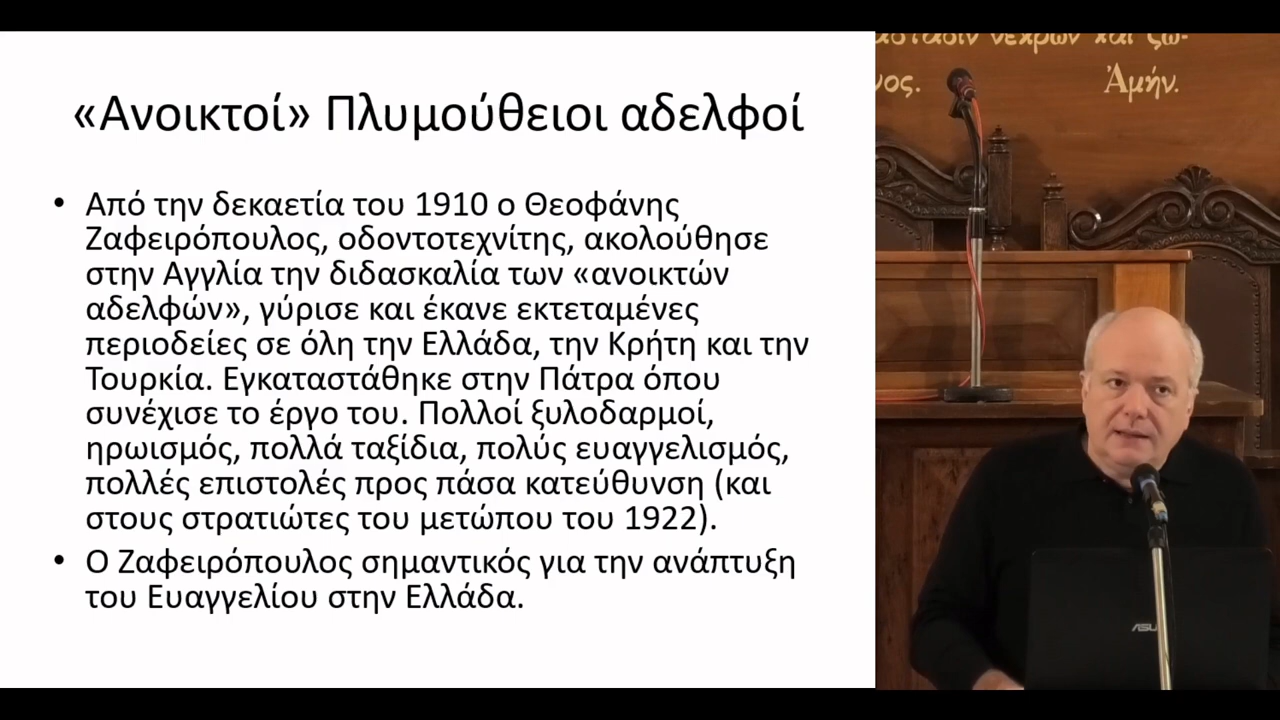 «Ανοικτοί» Πλυμούθειοι αδελφοί
• Από την δεκαετία του 1910 ο Θεοφάνης
Ζαφειρόπουλος, οδοντοτεχνίτης, ακολούθησε
στην Αγγλία την διδασκαλία των «ανοικτών
αδελφών», γύρισε και έκανε εκτεταμένες
περιοδείες σε όλη την Ελλάδα, την Κρήτη και την
Τουρκία. Εγκαταστάθηκε στην Πάτρα όπου
συνέχισε το έργο του. Πολλοί ξυλοδαρμοί,
ηρωισμός, πολλά ταξίδια, πολύς ευαγγελισμός,
πολλές επιστολές προς πάσα κατεύθυνση (και
στους στρατιώτες του μετώπου του 1922).
• Ο Ζαφειρόπουλος σημαντικός για την ανάπτυξη
του Ευαγγελίου στην Ελλάδα.
νεκρῶν καὶ ζω-
Ἀμήν.
ASUS